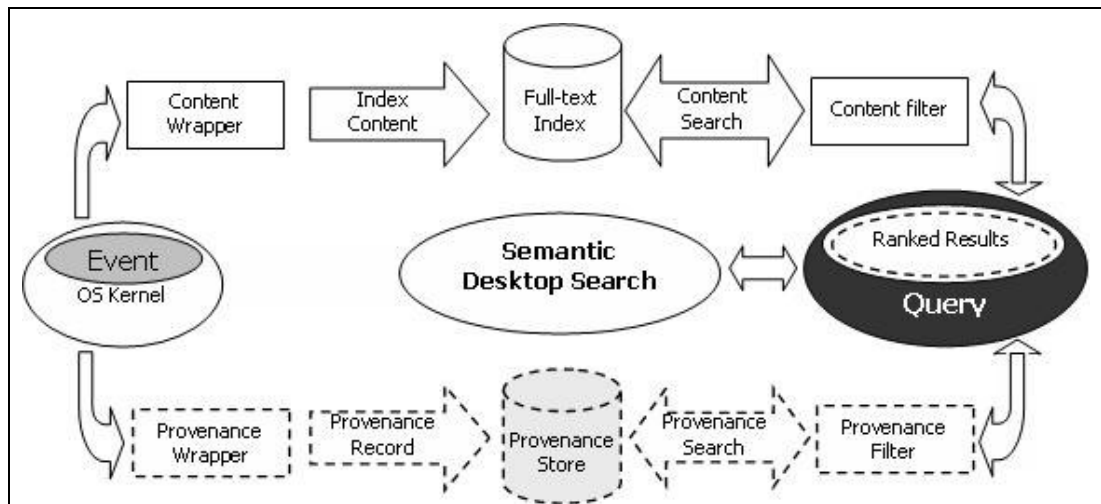 Content
Wrapper
Index
Content
Full-text
Index
Content
Search
Content filter
Event
OS Kernel
Semantic
Desktop Search
Ranked Results
Query
Provenance
Wrapper
Provenance
Record
Provenance
Store
Provenance
Search
Provenance
Filter